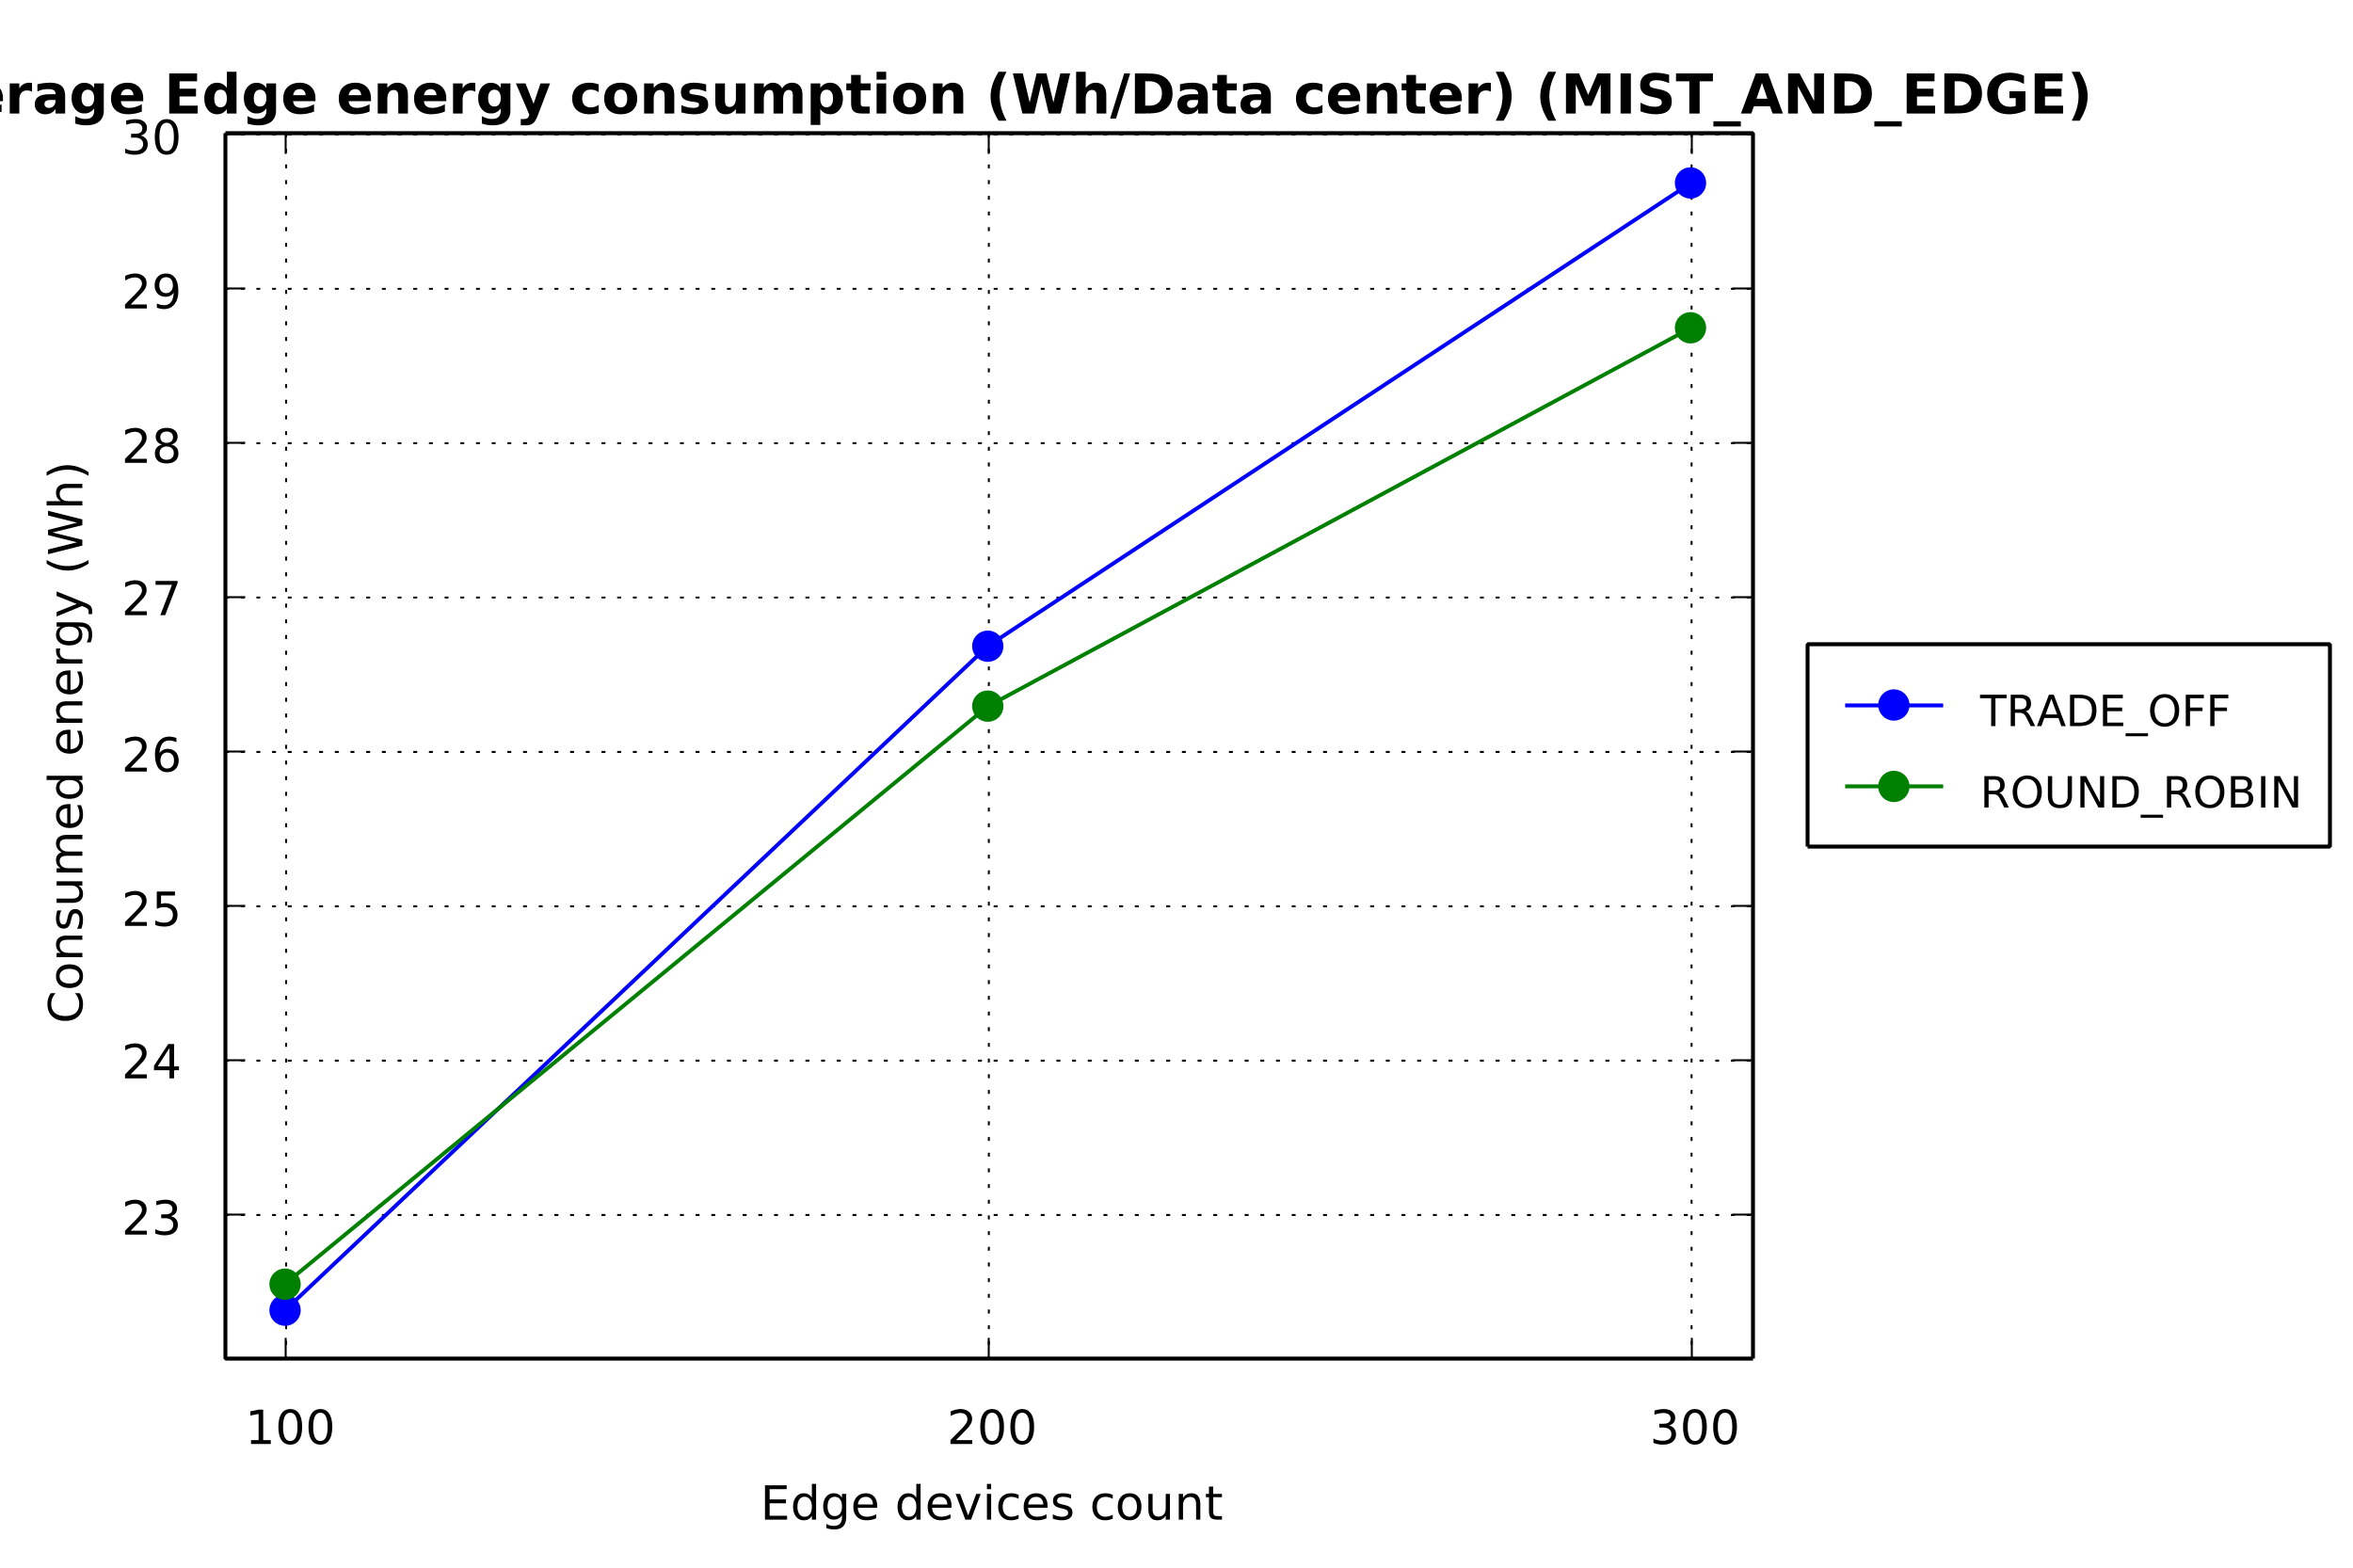 rage Edge energy consumption (Wh/Data center) (MIST_AND_EDGE)
30
29
28
27
26
25
24
23
Consumed energy (Wh)
100 200 300
Edge devices count
TRADE_OFF
ROUND_ROBIN